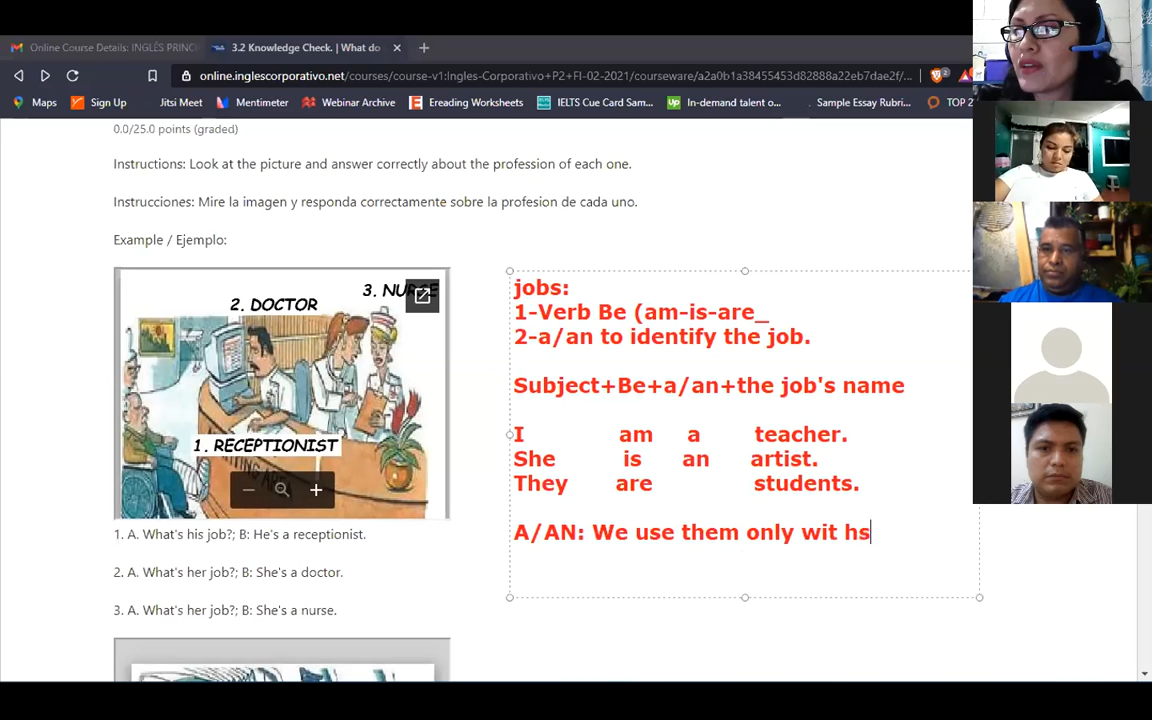 Online Course Details: INGLÉS PRINC
3.2 Knowledge Check. | What do
online.inglescorporativo.net/courses/course-v1:Ingles-Corporativo+P2+FI-02-2021/courseware/a2a0b1a38455453d82888a22eb7dae2f/...
2
Maps
Sign Up
Jitsi Meet
Mentimeter
Webinar Archive
Ereading Worksheets
IELTS Cue Card Sam...
In-demand talent o...
Sample Essay Rubri...
TOP 2
0.0/25.0 points (graded)
Instructions: Look at the picture and answer correctly about the profession of each one.
Instrucciones: Mire la imagen y responda correctamente sobre la profesion de cada uno.
Example / Ejemplo:
3. NURSE
2. DOCTOR
1. RECEPTIONIST
1. A. What's his job?; B: He's a receptionist.
2. A. What's her job?; B: She's a doctor.
3. A. What's her job?; B: She's a nurse.
jobs:
1-Verb Be (am-is-are_
2-a/an to identify the job.
Subject+Be+a/an+the job's name
I am a teacher.
She is an artist.
They are students.
A/AN: We use them only wit hs